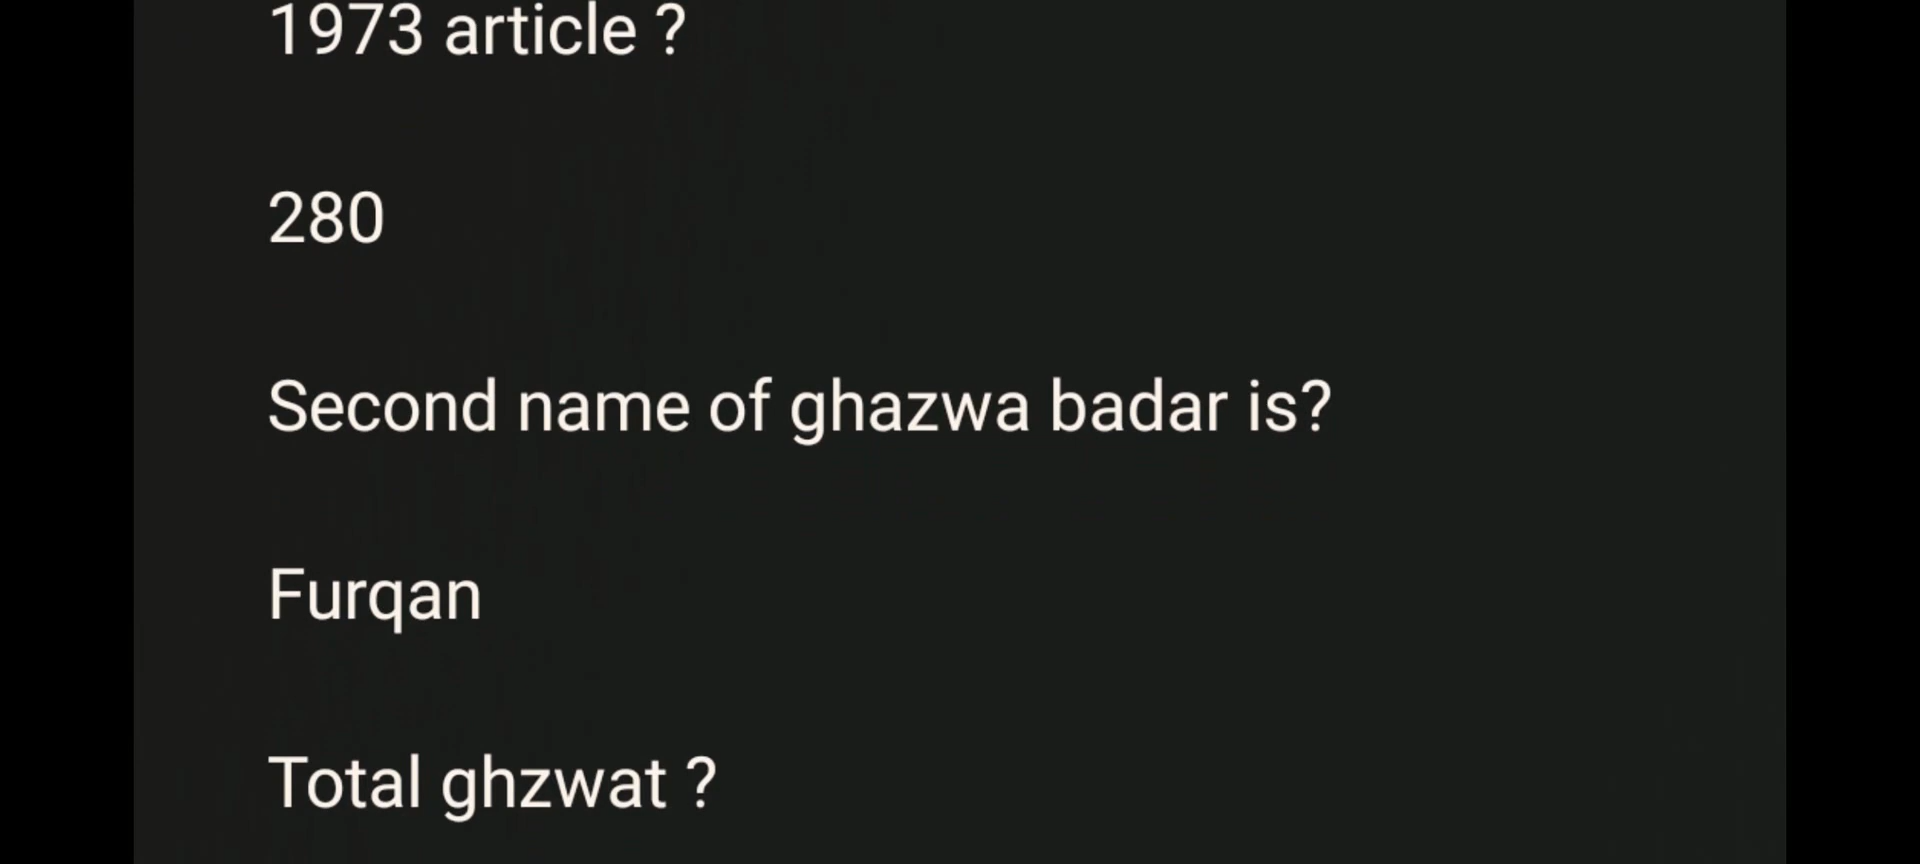 1973 article ?
280
Second name of ghazwa badar is?
Furqan
Total ghzwat ?